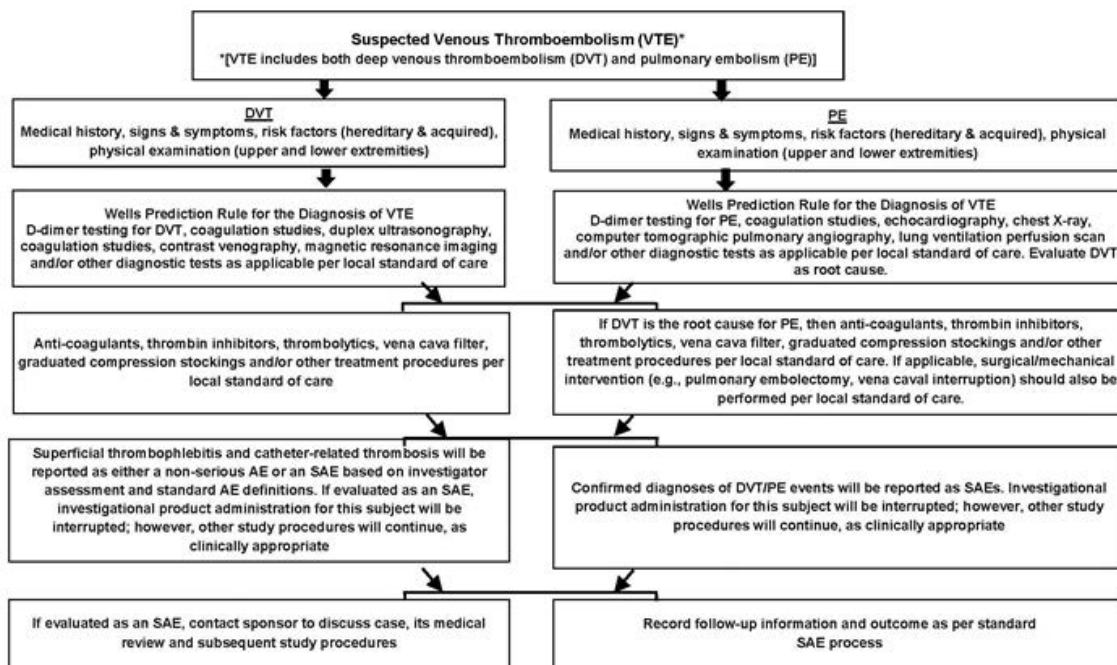 Suspected Venous Thromboembolism (VTE)*
*[VTE includes both deep venous thromboembolism (DVT) and pulmonary embolism (PE)]
DVT
Medical history, signs & symptoms, risk factors (hereditary & acquired),
physical examination (upper and lower extremities)
PE
Medical history, signs & symptoms, risk factors (hereditary & acquired), physical
examination (upper and lower extremities)
Wells Prediction Rule for the Diagnosis of VTE
D-dimer testing for DVT, coagulation studies, duplex ultrasonography,
coagulation studies, contrast venography, magnetic resonance imaging
and/or other diagnostic tests as applicable per local standard of care
Wells Prediction Rule for the Diagnosis of VTE
D-dimer testing for PE, coagulation studies, echocardiography, chest X-ray,
computer tomographic pulmonary angiography, lung ventilation perfusion scan
and/or other diagnostic tests as applicable per local standard of care. Evaluate DVT
as root cause.
Anti-coagulants, thrombin inhibitors, thrombolytics, vena cava filter,
graduated compression stockings and/or other treatment procedures per
local standard of care
If DVT is the root cause for PE, then anti-coagulants, thrombin inhibitors,
thrombolytics, vena cava filter, graduated compression stockings and/or other
treatment procedures per local standard of care. If applicable, surgical/mechanical
intervention (e.g., pulmonary embolectomy, vena caval interruption) should also be
performed per local standard of care.
Superficial thrombophlebitis and catheter-related thrombosis will be
reported as either a non-serious AE or an SAE based on investigator
assessment and standard AE definitions. If evaluated as an SAE,
investigational product administration for this subject will be
interrupted; however, other study procedures will continue, as
clinically appropriate
Confirmed diagnoses of DVT/PE events will be reported as SAEs. Investigational
product administration for this subject will be interrupted; however, other study
procedures will continue, as clinically appropriate
If evaluated as an SAE, contact sponsor to discuss case, its medical
review and subsequent study procedures
Record follow-up information and outcome as per standard
SAE process